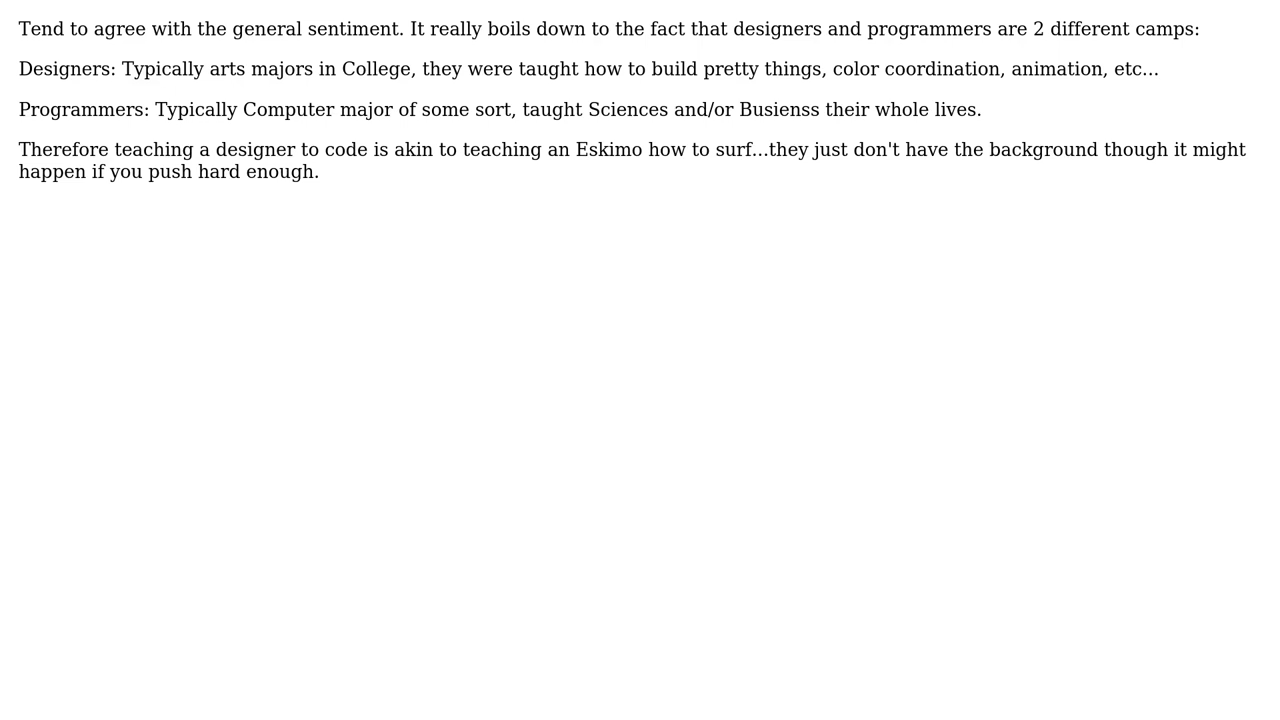 Tend to agree with the general sentiment. It really boils down to the fact that designers and programmers are 2 different camps:
Designers: Typically arts majors in College, they were taught how to build pretty things, color coordination, animation, etc...
Programmers: Typically Computer major of some sort, taught Sciences and/or Busienss their whole lives.
Therefore teaching a designer to code is akin to teaching an Eskimo how to surf...they just don't have the background though it might
happen if you push hard enough.